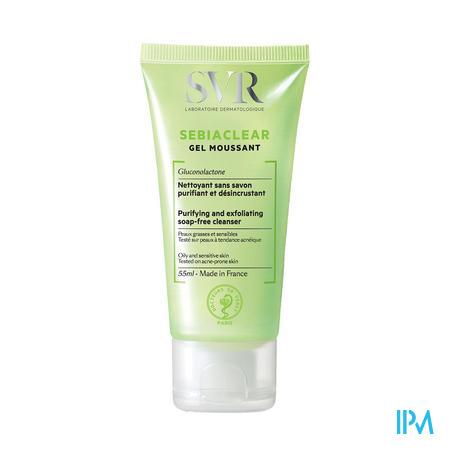 SVR
LABORATOIRE DERMATOLOGIQUE
SEBIACLEAR
GEL MOUSSANT
Gluconolactone
Nettoyant sans savon
purifiant et désincrustant
Purifying and exfoliating
soap-free cleanser
Peaux grasses et sensibles
Testé sur peaux à tendance acnéique
Oily and sensitive skin
Tested on acne-prone skin
55ml - Made in France
PARIS
IPM